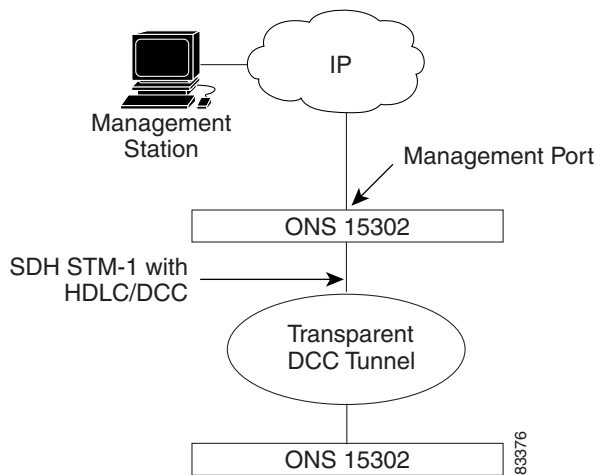 IP
Management
Station
Management Port
ONS 15302
SDH STM-1 with
HDLC/DCC
Transparent
DCC Tunnel
ONS 15302
83376